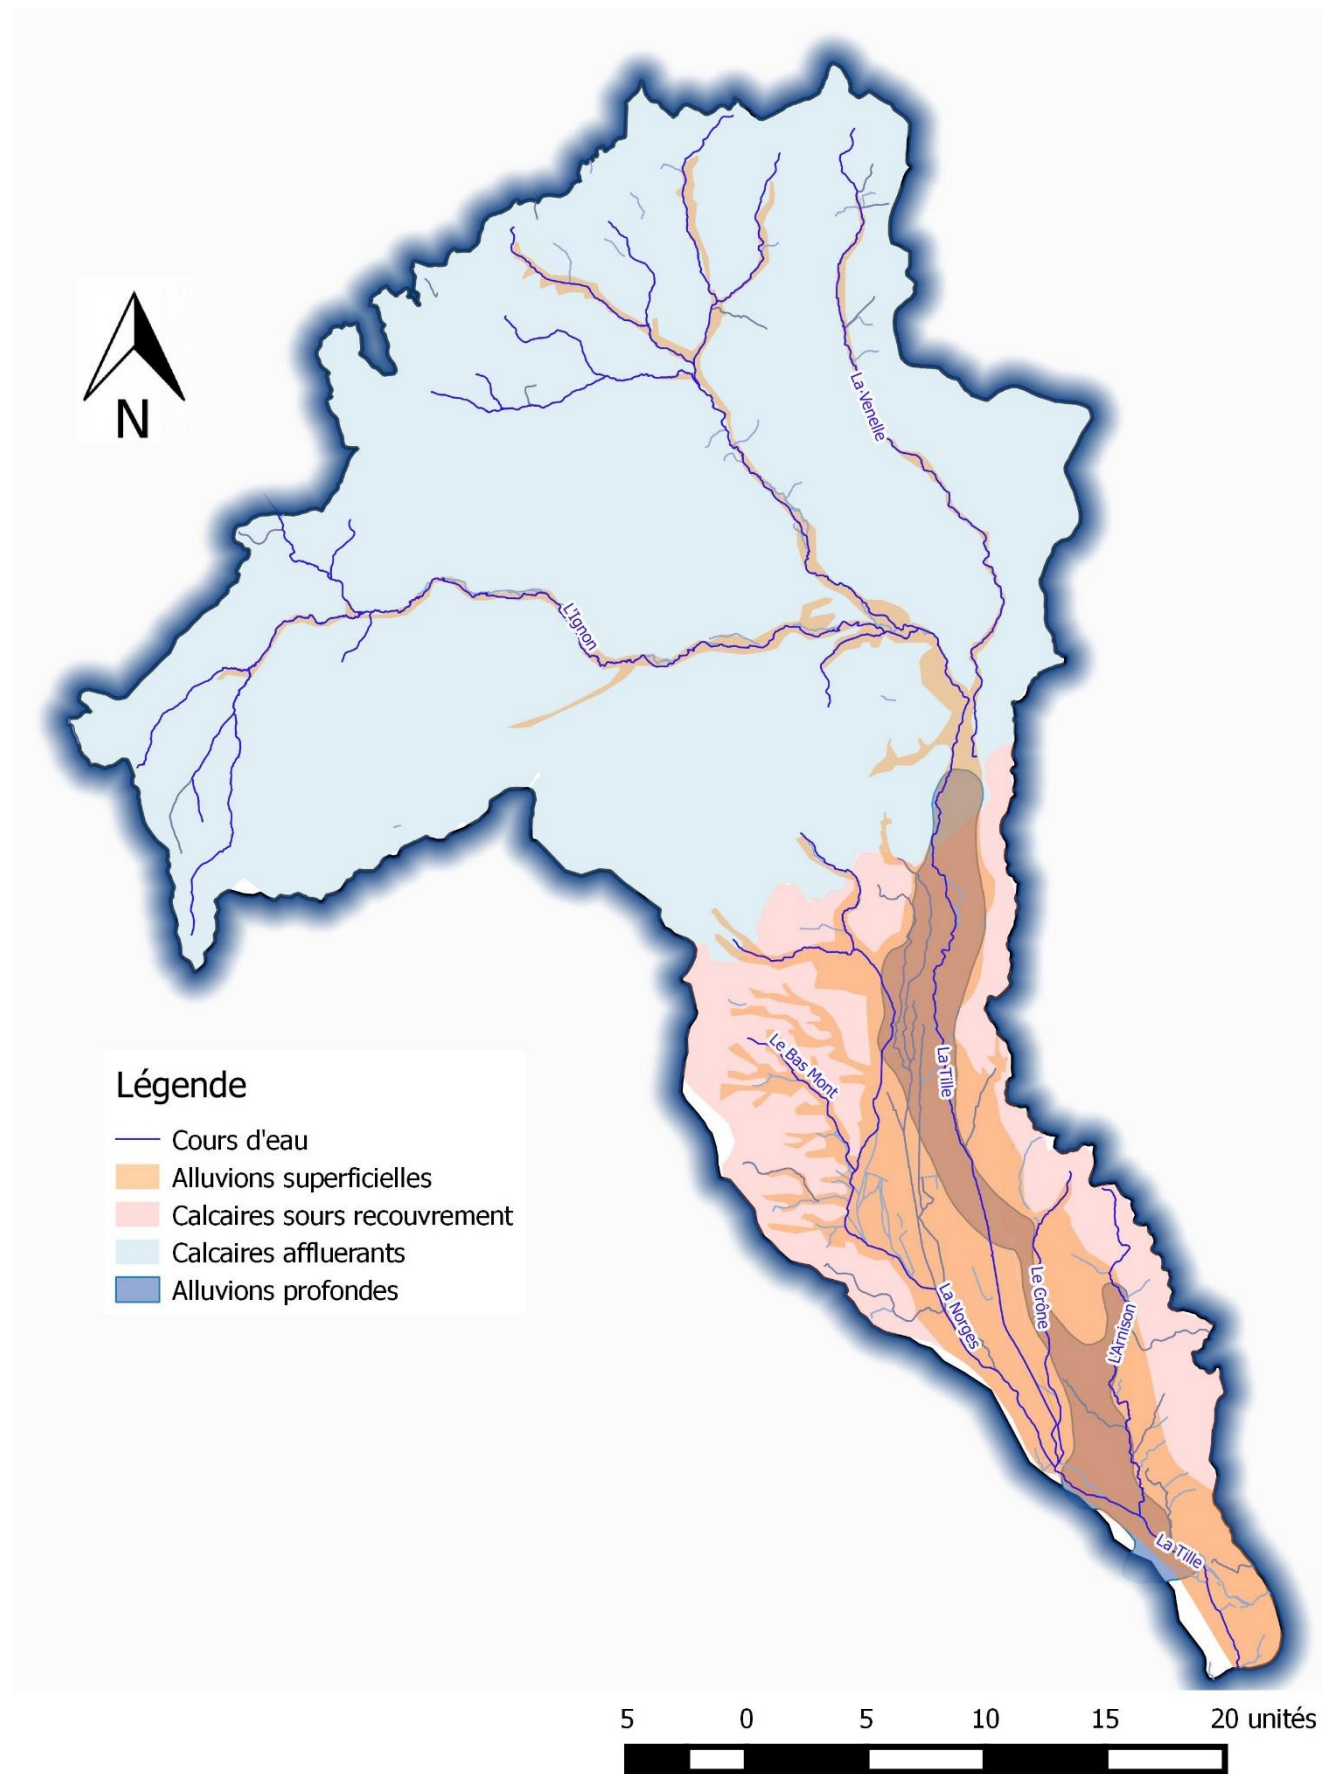 La Venelle
N
L'Ignon
Le Bas Mont
La Tille
Légende
Cours d'eau
Alluvions superficielles
Calcaires sours recouvrement
Calcaires affluerants
Alluvions profondes
Le Crône
La Norges
L'Arnison
La Tille
5 0 5 10 15 20 unités